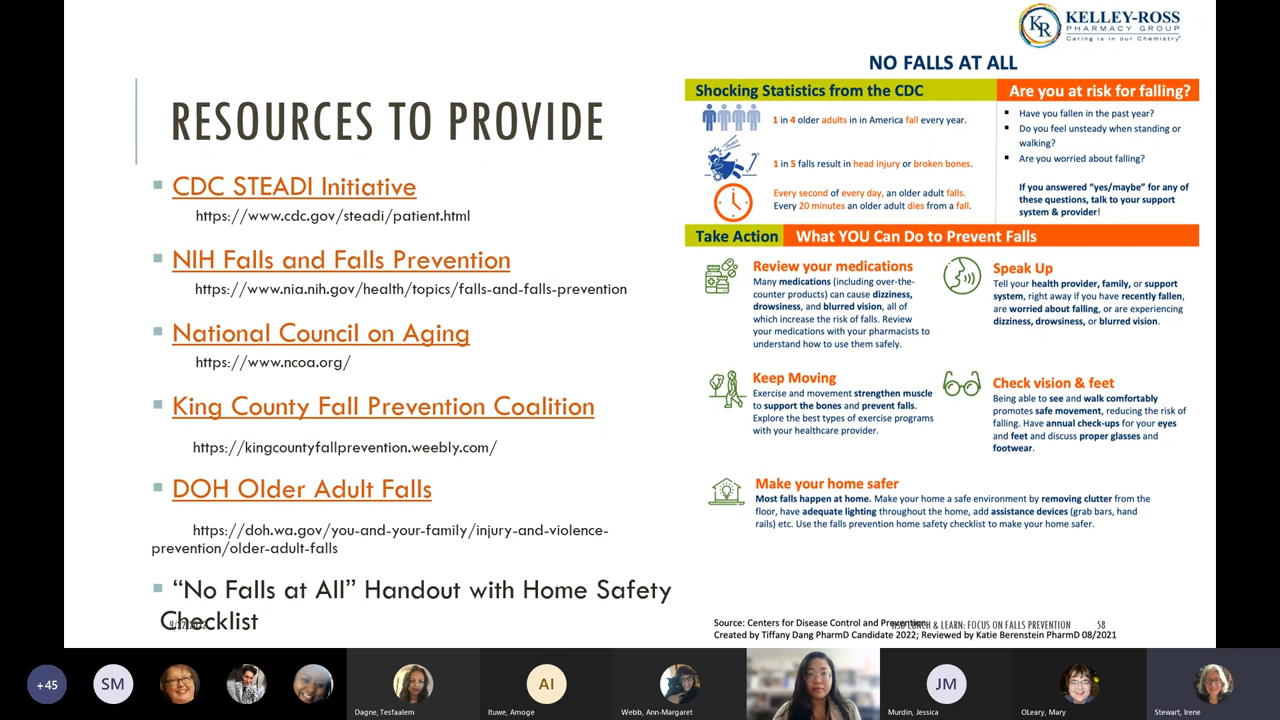 RESOURCES TO PROVIDE
CDC STEADI Initiative
https://www.cdc.gov/steadi/patient.html
NIH Falls and Falls Prevention
https://www.nia.nih.gov/health/topics/falls-and-falls-prevention
National Council on Aging
https://www.ncoa.org/
King County Fall Prevention Coalition
https://kingcountyfallprevention.weebly.com/
DOH Older Adult Falls
https://doh.wa.gov/you-and-your-family/injury-and-violence-
prevention/older-adult-falls
“No Falls at All” Handout with Home Safety
Checklist
KR
KELLEY-ROSS
PHARMACY GROUP
Caring is in our Chemistry
NO FALLS AT ALL
Shocking Statistics from the CDC
1 in 4 older adults in in America fall every year.
1 in 5 falls result in head injury or broken bones.
Every second of every day, an older adult falls.
Every 20 minutes an older adult dies from a fall.
Are you at risk for falling?
Have you fallen in the past year?
Do you feel unsteady when standing or
walking?
Are you worried about falling?
If you answered “yes/maybe” for any of
these questions, talk to your support
system & provider!
Take Action
What YOU Can Do to Prevent Falls
Review your medications
Many medications (including over-the-
counter products) can cause dizziness,
drowsiness, and blurred vision, all of
which increase the risk of falls. Review
your medications with your pharmacists to
understand how to use them safely.
Speak Up
Tell your health provider, family, or support
system, right away if you have recently fallen,
are worried about falling, or are experiencing
dizziness, drowsiness, or blurred vision.
Keep Moving
Exercise and movement strengthen muscle
to support the bones and prevent falls.
Explore the best types of exercise programs
with your healthcare provider.
Check vision & feet
Being able to see and walk comfortably
promotes safe movement, reducing the risk of
falling. Have annual check-ups for your eyes
and feet and discuss proper glasses and
footwear.
Make your home safer
Most falls happen at home. Make your home a safe environment by removing clutter from the
floor, have adequate lighting throughout the home, add assistance devices (grab bars, hand
rails) etc. Use the falls prevention home safety checklist to make your home safer.
Source: Centers for Disease Control and Prevention
LUNCH & LEARN: FOCUS ON FALLS PREVENTION
58
Created by Tiffany Dang PharmD Candidate 2022; Reviewed by Katie Berenstein PharmD 08/2021
+45
SM
Dagne, Tesfaalem
AI
Ituwe, Amoge
Webb, Ann-Margaret
JM
Murdin, Jessica
OLeary, Mary
Stewart, Irene